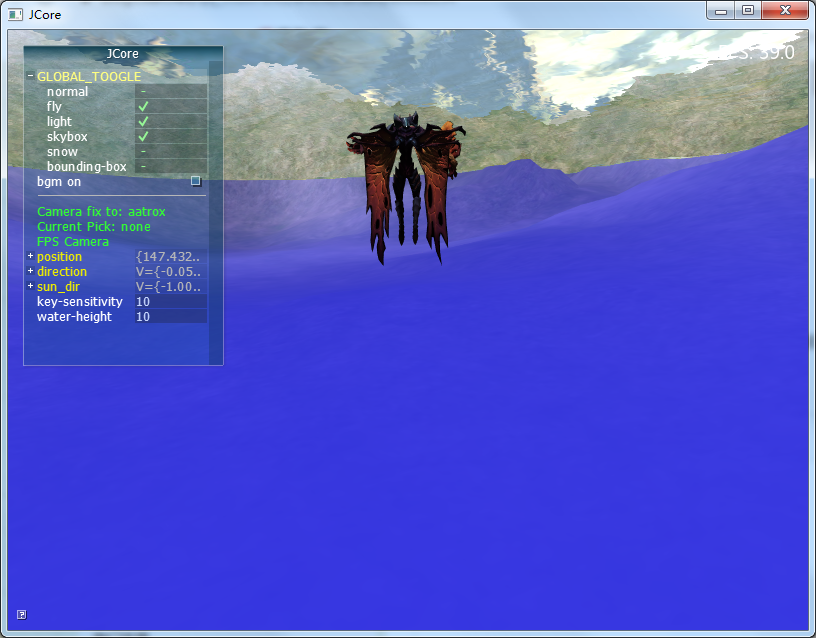 JCore
JCore
GLOBAL_TOOGLE
normal -
fly
light
skybox
snow -
bounding-box -
bgm on
Camera fix to: aatrox
Current Pick: none
FPS Camera
position {147.432..
direction V={-0.05..
sun_dir V={-1.00..
key-sensitivity 10
water-height 10
?